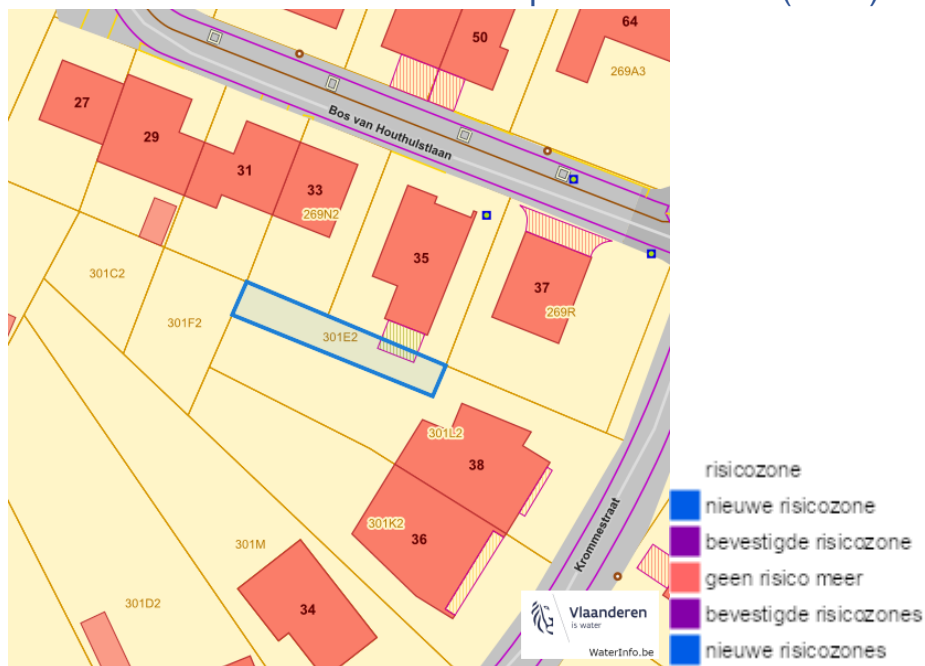 50
64
269A3
27
29
31
33
Bos van Houthulstlaan
269N2
35
37
269R
301C2
301F2
301E2
301L2
38
301K2
36
301M
34
301D2
Krommestraat
Vlaanderen
is water
WaterInfo.be
risicozone
nieuwe risicozone
bevestigde risicozone
geen risico meer
bevestigde risicozones
nieuwe risicozones